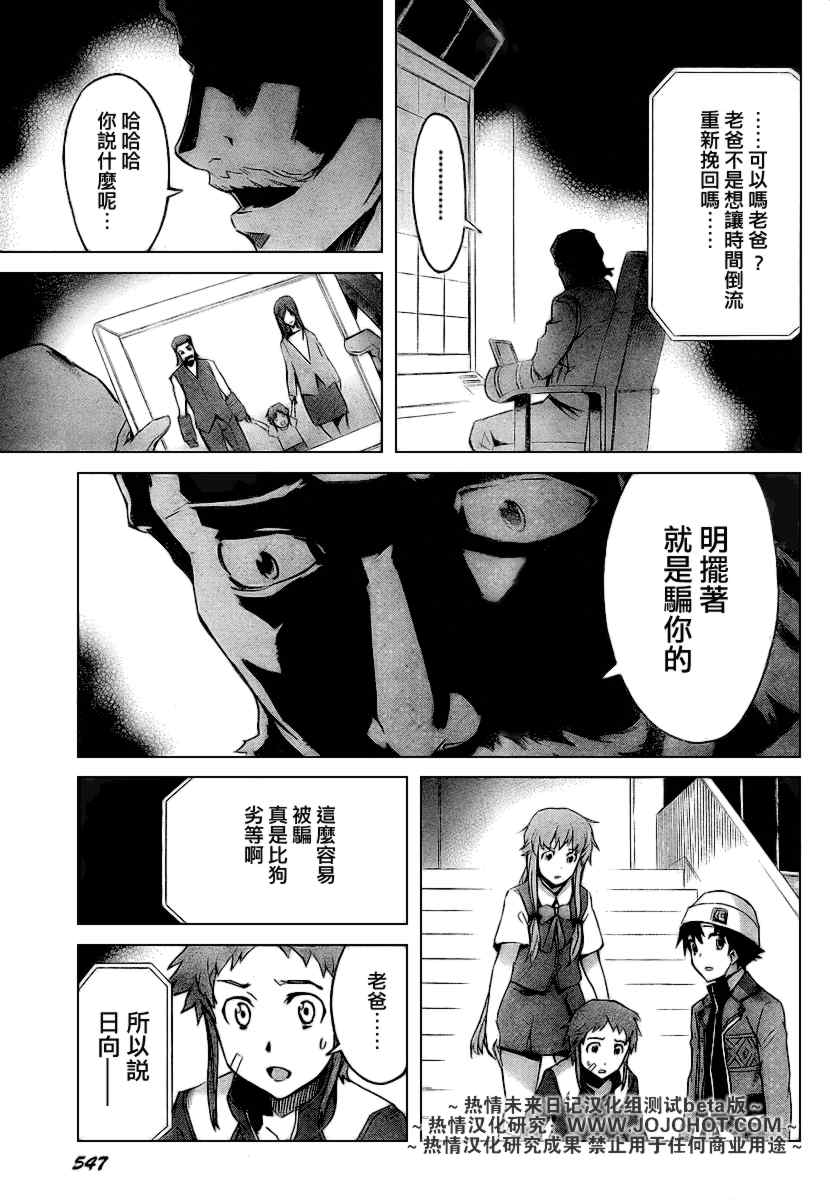 ……可以嗎老爸？
老爸不是想讓時間倒流
重新挽回嗎……
…………
哈哈哈
你說什麼呢…
明擺著
就是騙你的
這麼容易
被騙
真是比狗
劣等啊
老爸……
所以說
日向——
~ 热情未来日记汉化组测试beta版 ~
~ 热情汉化研究: WWW.JOJOHOT.COM ~
~ 热情汉化研究成果 禁止用于任何商业用途 ~
547